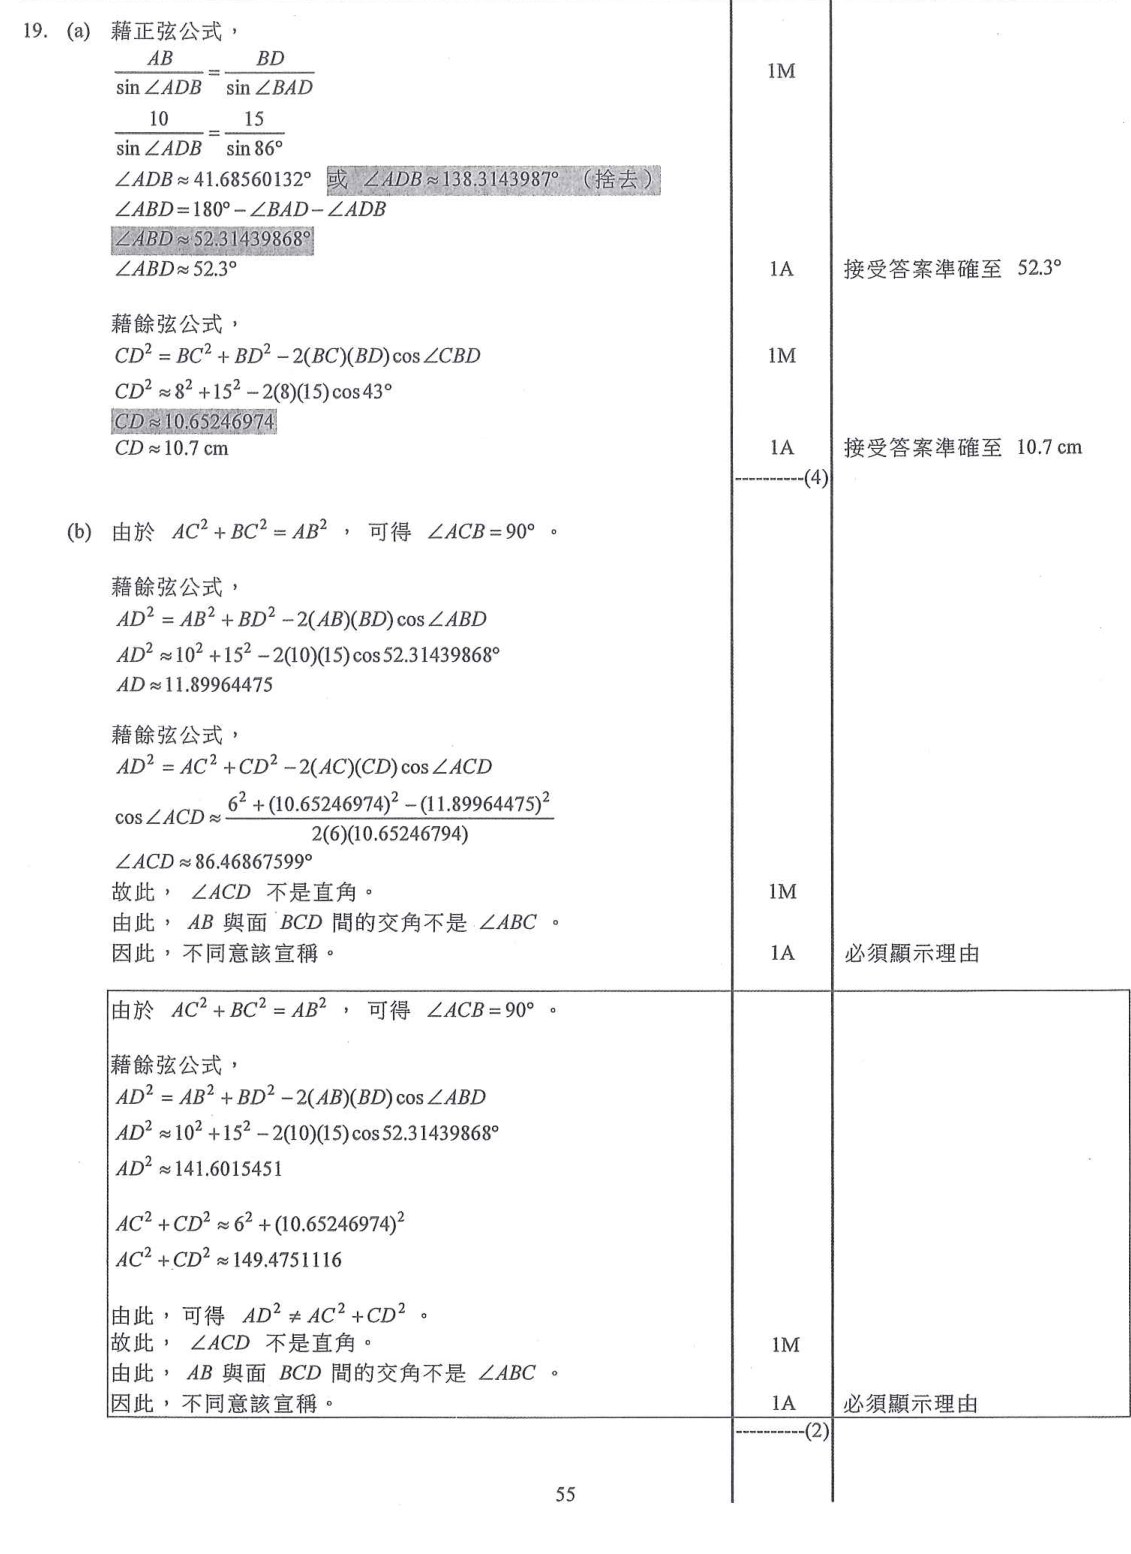 19. (a) 藉正弦公式，
AB/sin∠ADB = BD/sin∠BAD 1M
10/sin∠ADB = 15/sin86°
∠ADB≈41.68560132° 或 ∠ADB≈138.3143987° （捨去）
∠ABD=180°−∠BAD−∠ADB
∠ABD≈52.31439868°
∠ABD≈52.3° 1A 接受答案準確至 52.3°
藉餘弦公式，
CD²=BC²+BD²−2(BC)(BD)cos∠CBD 1M
CD²≈8²+15²−2(8)(15)cos43°
CD≈10.65246974
CD≈10.7 cm 1A 接受答案準確至 10.7 cm
----------(4)
(b) 由於 AC²+BC²=AB² ， 可得 ∠ACB=90° 。
藉餘弦公式，
AD²=AB²+BD²−2(AB)(BD)cos∠ABD
AD²≈10²+15²−2(10)(15)cos52.31439868°
AD≈11.89964475
藉餘弦公式，
AD²=AC²+CD²−2(AC)(CD)cos∠ACD
cos∠ACD≈(6²+(10.65246974)²−(11.89964475)²)/(2(6)(10.65246794))
∠ACD≈86.46867599°
故此， ∠ACD 不是直角。 1M
由此， AB 與面 BCD 間的交角不是 ∠ABC 。
因此，不同意該宣稱。 1A 必須顯示理由
由於 AC²+BC²=AB² ， 可得 ∠ACB=90° 。
藉餘弦公式，
AD²=AB²+BD²−2(AB)(BD)cos∠ABD
AD²≈10²+15²−2(10)(15)cos52.31439868°
AD²≈141.6015451
AC²+CD²≈6²+(10.65246974)²
AC²+CD²≈149.4751116
由此，可得 AD²≠AC²+CD² 。
故此， ∠ACD 不是直角。 1M
由此， AB 與面 BCD 間的交角不是 ∠ABC 。
因此，不同意該宣稱。 1A 必須顯示理由
----------(2)
55